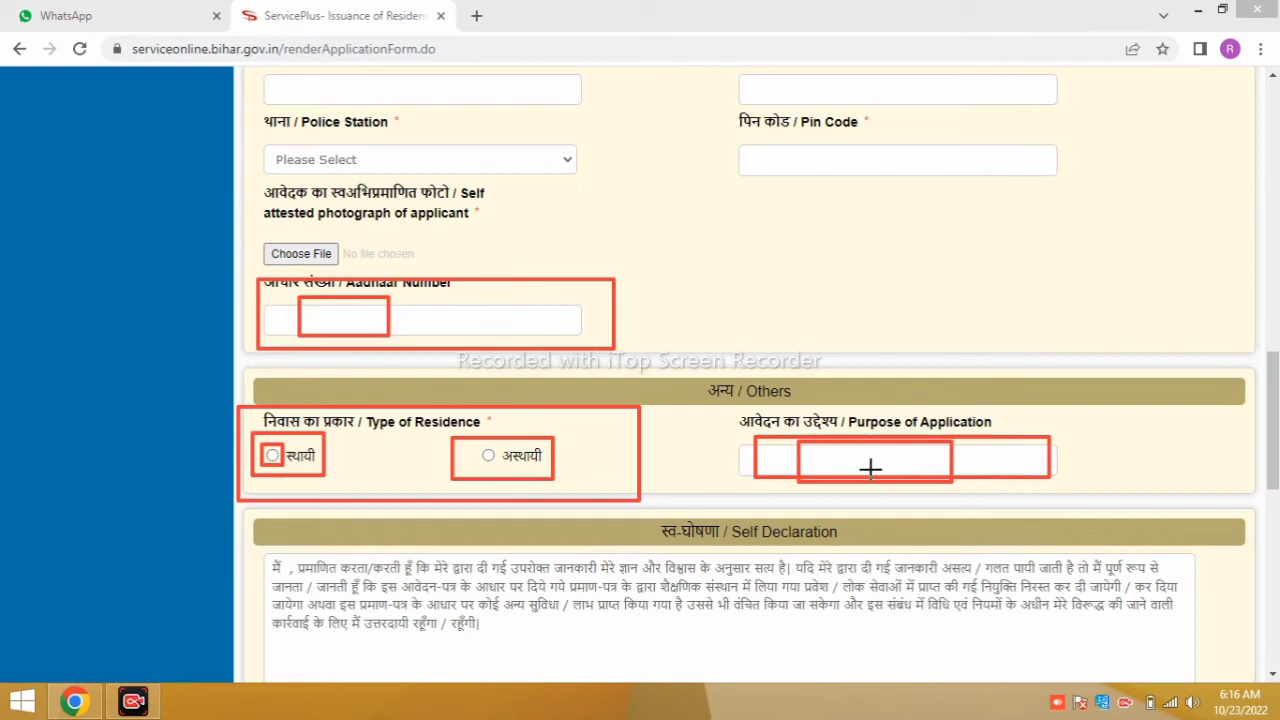 WhatsApp
ServicePlus- Issuance of Residen
serviceonline.bihar.gov.in/renderApplicationForm.do
R
थाना / Police Station *
पिन कोड / Pin Code *
Please Select
आवेदक का स्वअभिप्रमाणित फोटो / Self
attested photograph of applicant *
Choose File No file chosen
आधार संख्या / Aadhaar Number
Recorded with iTop Screen Recorder
अन्य / Others
निवास का प्रकार / Type of Residence *
आवेदन का उद्देश्य / Purpose of Application
स्थायी
अस्थायी
स्व-घोषणा / Self Declaration
मैं , प्रमाणित करता/करती हूँ कि मेरे द्वारा दी गई उपरोक्त जानकारी मेरे ज्ञान और विश्वास के अनुसार सत्य है| यदि मेरे द्वारा दी गई जानकारी असत्य / गलत पायी जाती है तो मैं पूर्ण रूप से
जानता / जानती हूँ कि इस आवेदन-पत्र के आधार पर दिये गये प्रमाण-पत्र के द्वारा शैक्षणिक संस्थान में लिया गया प्रवेश / लोक सेवाओं में प्राप्त की गई नियुक्ति निरस्त कर दी जायेगी / कर दिया
जायेगा अथवा इस प्रमाण-पत्र के आधार पर कोई अन्य सुविधा / लाभ प्राप्त किया गया है उससे भी वंचित किया जा सकेगा और इस संबंध में विधि एवं नियमों के अधीन मेरे विरूद्ध की जाने वाली
कार्रवाई के लिए मैं उत्तरदायी रहूँगा / रहूँगी|
6:16 AM
10/23/2022